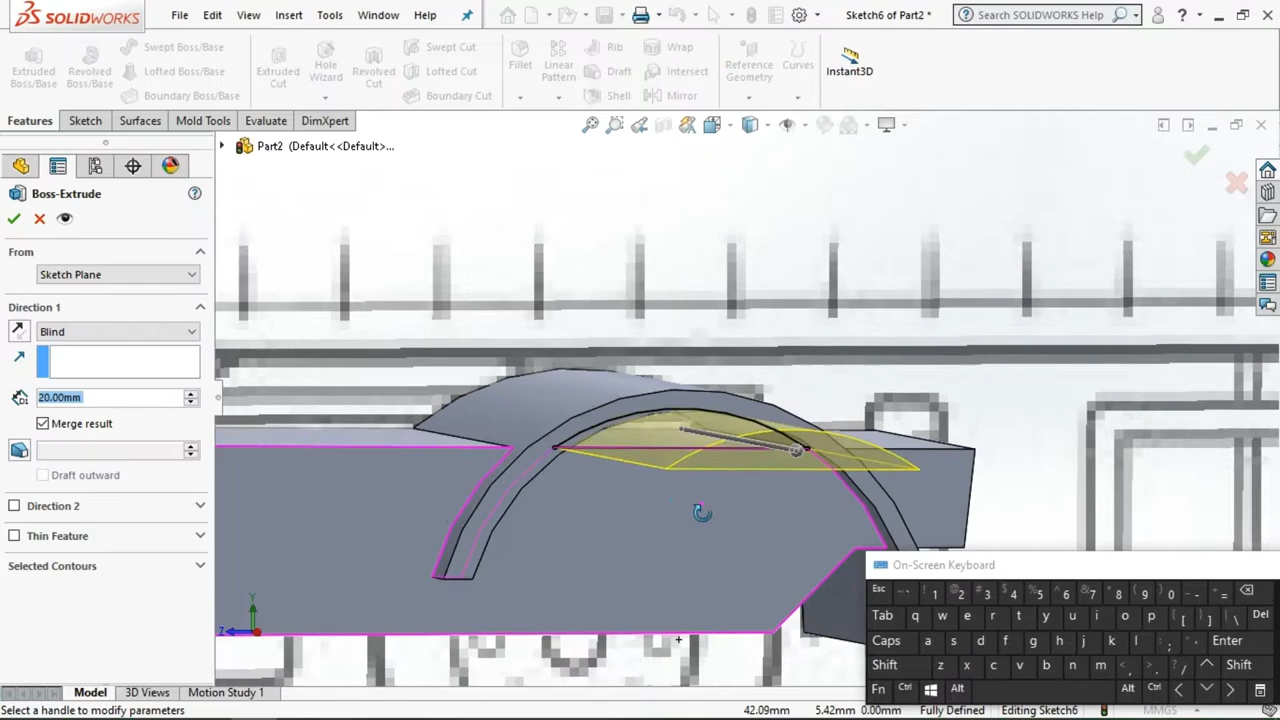 SOLIDWORKS File Edit View Insert Tools Window Help Sketch6 of Part2 * Search SOLIDWORKS Help ?
Extruded Boss/Base
Revolved Boss/Base
Swept Boss/Base
Lofted Boss/Base
Boundary Boss/Base
Extruded Cut
Hole Wizard
Revolved Cut
Swept Cut
Lofted Cut
Boundary Cut
Fillet
Linear Pattern
Rib
Draft
Shell
Wrap
Intersect
Mirror
Reference Geometry
Curves
Instant3D
Features Sketch Surfaces Mold Tools Evaluate DimXpert
Part2 (Default<<Default>...
Boss-Extrude
From
Sketch Plane
Direction 1
Blind
D1
20.00mm
Merge result
Draft outward
Direction 2
Thin Feature
Selected Contours
Y
Z
On-Screen Keyboard
Esc ~ ` ! 1 @ 2 # 3 $ 4 % 5 ^ 6 & 7 * 8 ( 9 ) 0 _ - + =
Tab q w e r t y u i o p { [ } ] | \ Del
Caps a s d f g h j k l : ; " ' Enter
Shift z x c v b n m < , > . ? / Shift
Fn Ctrl Alt Alt Ctrl
Model 3D Views Motion Study 1
Select a handle to modify parameters 42.09mm 5.42mm 0.00mm Fully Defined Editing Sketch6 MMGS